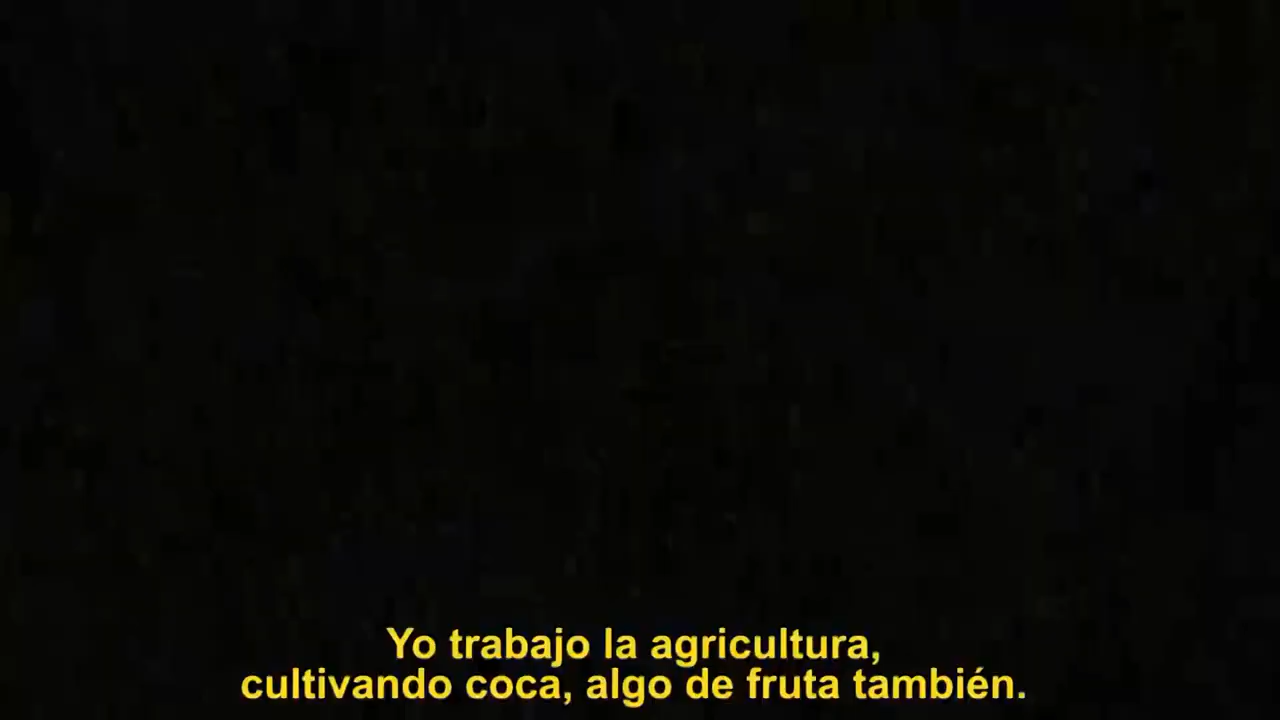 Yo trabajo la agricultura,
cultivando coca, algo de fruta también.